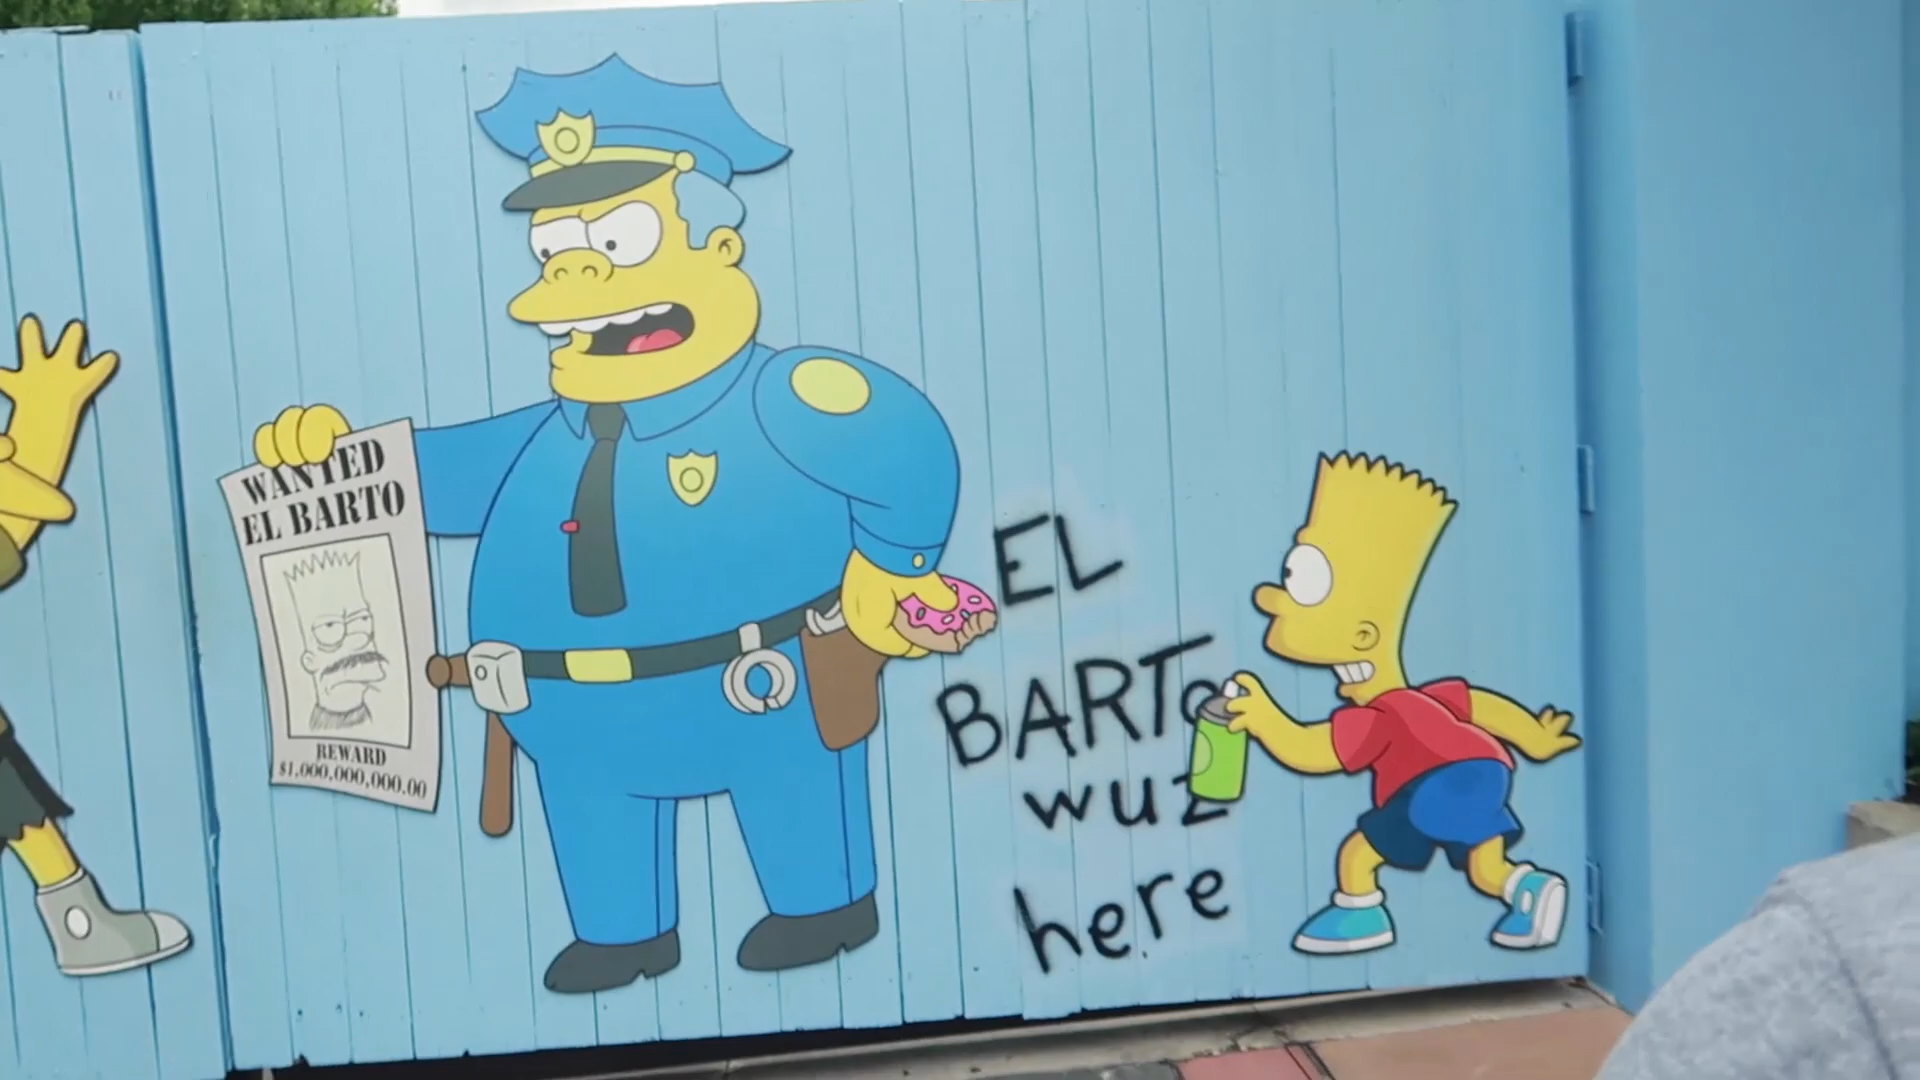 WANTED
EL BARTO
REWARD
$1,000,000,000.00
EL
BARTO
wuz
here